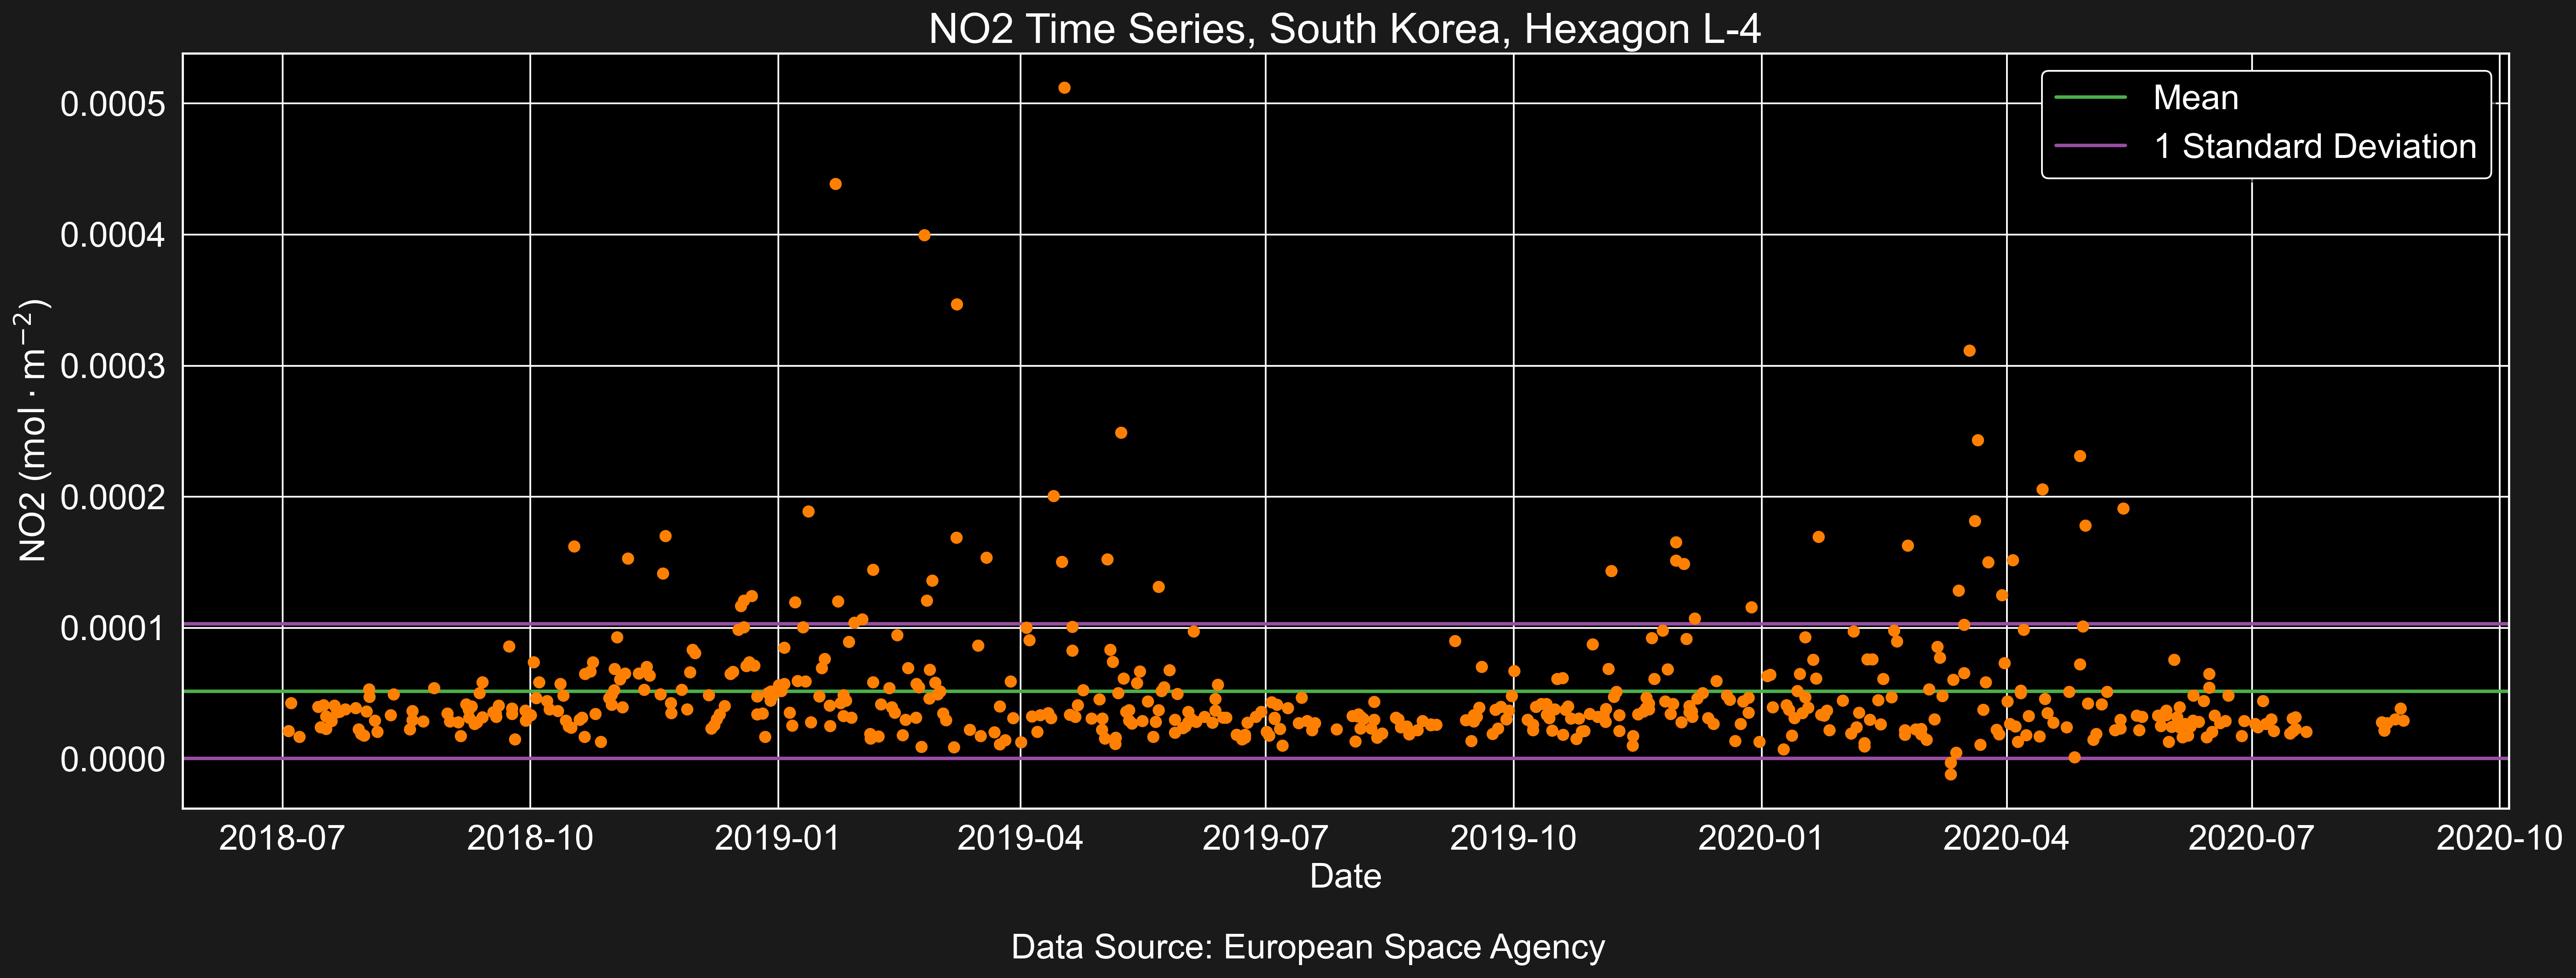 NO2 Time Series, South Korea, Hexagon L-4
Mean
1 Standard Deviation
NO2 (mol · m⁻²)
0.0005
0.0004
0.0003
0.0002
0.0001
0.0000
2018-07 2018-10 2019-01 2019-04 2019-07 2019-10 2020-01 2020-04 2020-07 2020-10
Date
Data Source: European Space Agency